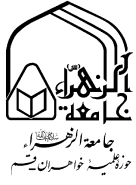 جامعة الزهراء (س)
جامعة الزهراء
حوزه علمیه خواهران - قم